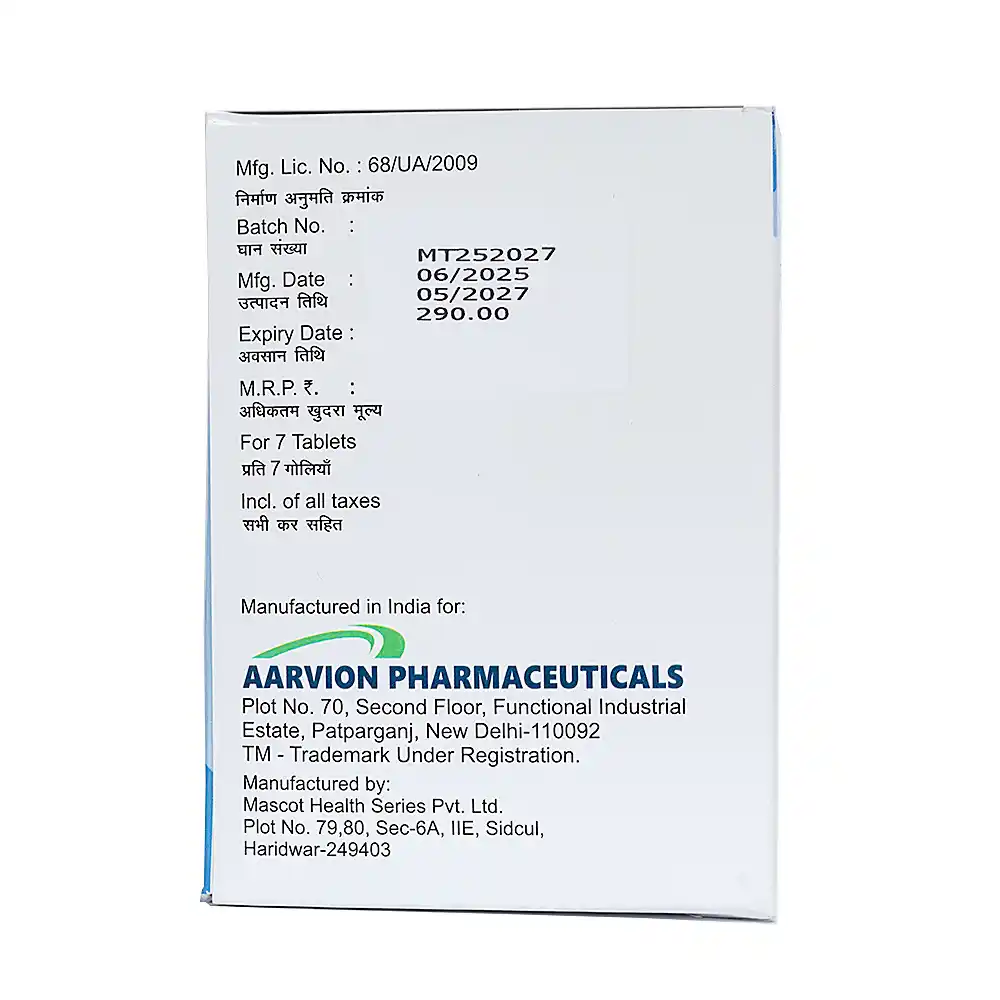 Mfg. Lic. No. : 68/UA/2009
निर्माण अनुमति क्रमांक
Batch No. :
घान संख्या
MT252027
Mfg. Date :
06/2025
उत्पादन तिथि
05/2027
290.00
Expiry Date :
अवसान तिथि
M.R.P. ₹. :
अधिकतम खुदरा मूल्य
For 7 Tablets
प्रति 7 गोलियाँ
Incl. of all taxes
सभी कर सहित
Manufactured in India for:
AARVION PHARMACEUTICALS
Plot No. 70, Second Floor, Functional Industrial
Estate, Patparganj, New Delhi-110092
TM - Trademark Under Registration.
Manufactured by:
Mascot Health Series Pvt. Ltd.
Plot No. 79,80, Sec-6A, IIE, Sidcul,
Haridwar-249403